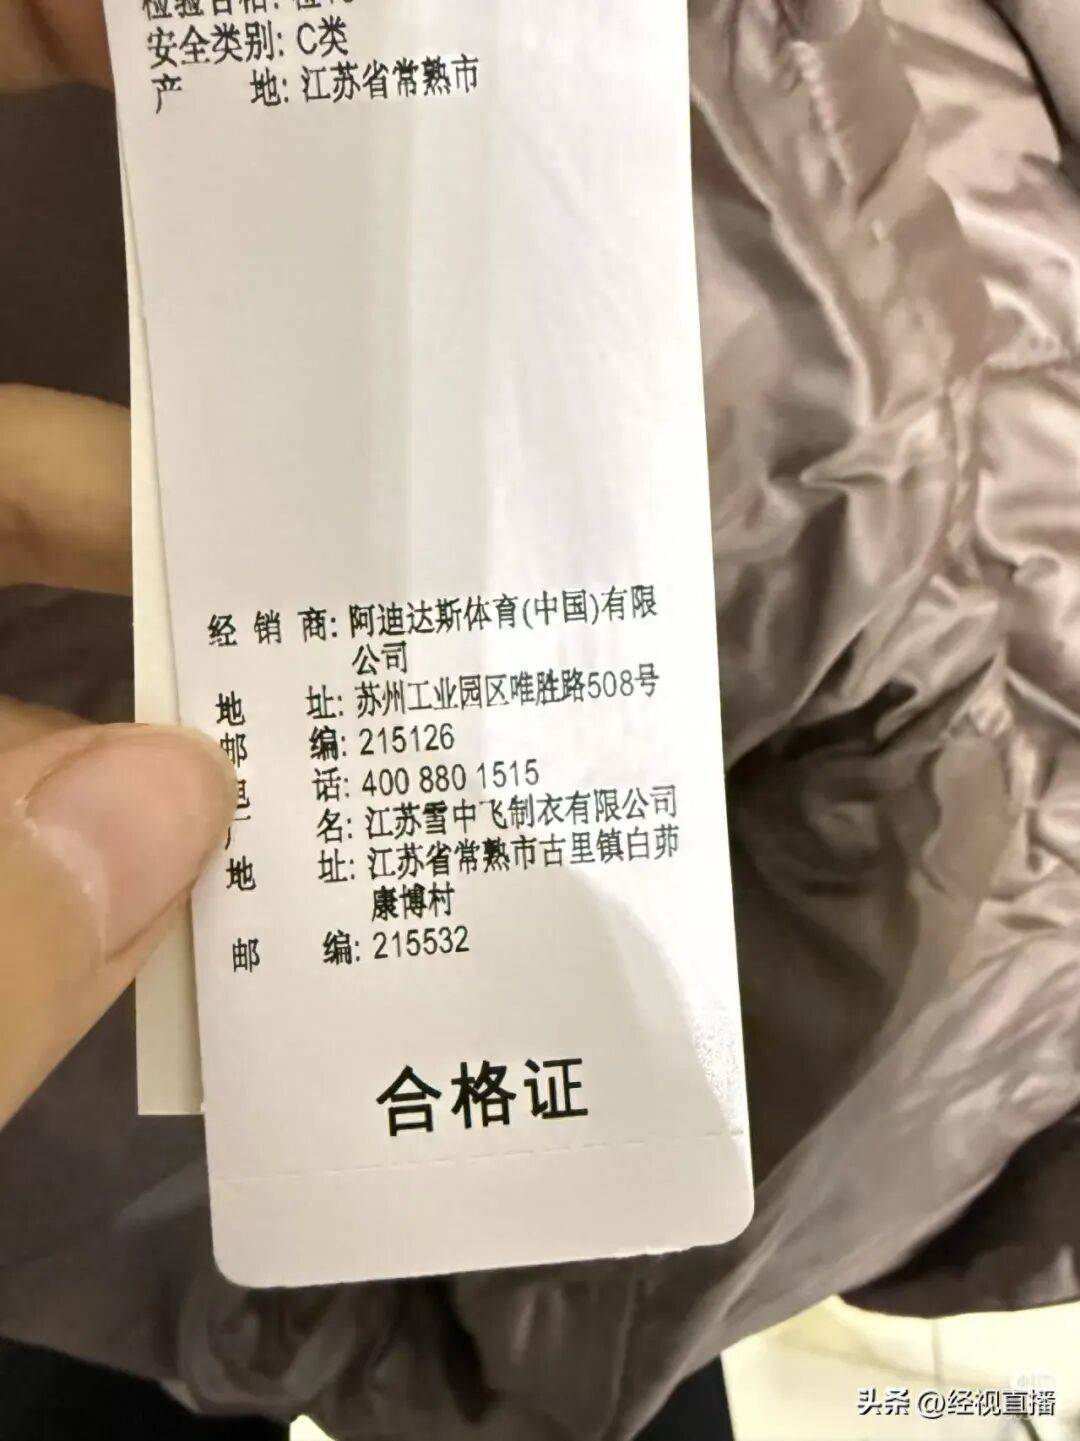 安全类别: C类
产 地: 江苏省常熟市
经 销 商: 阿迪达斯体育(中国)有限
公司
地 址: 苏州工业园区唯胜路508号
邮 编: 215126
电 话: 400 880 1515
名: 江苏雪中飞制衣有限公司
地 址: 江苏省常熟市古里镇白茆
康博村
邮 编: 215532
合格证
头条 @经视直播